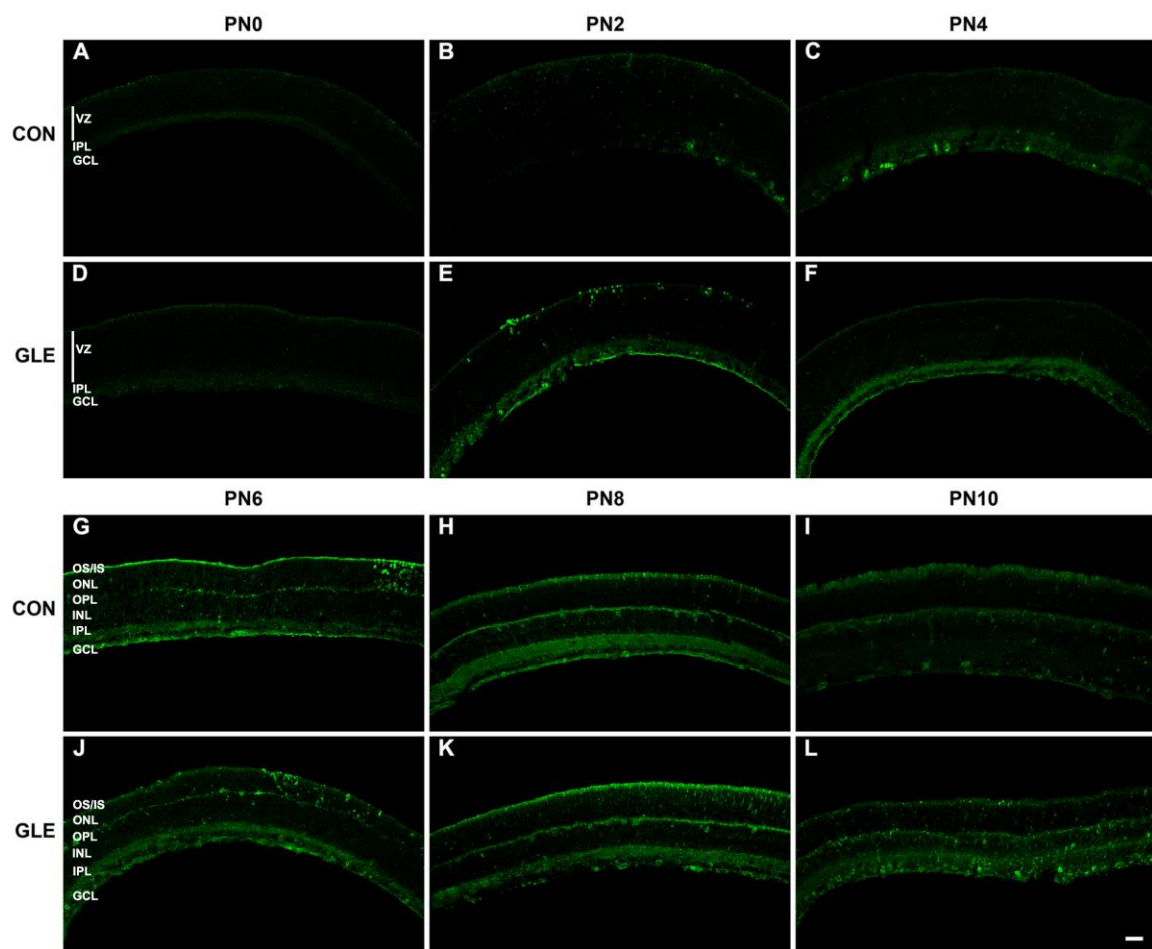 PN0 PN2 PN4
CON
A B C
VZ
IPL
GCL
GLE
D E F
VZ
IPL
GCL
PN6 PN8 PN10
CON
G H I
OS/IS
ONL
OPL
INL
IPL
GCL
GLE
J K L
OS/IS
ONL
OPL
INL
IPL
GCL